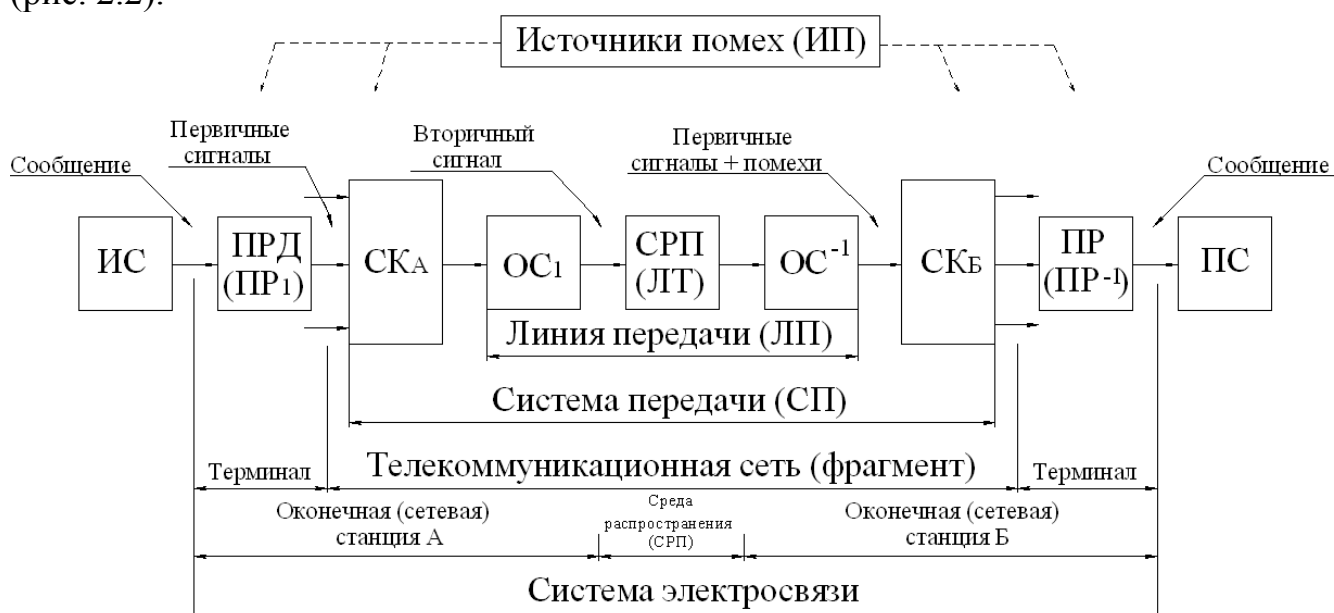 (рис. 2.2).
Источники помех (ИП)
Сообщение
Первичные
сигналы
Вторичный
сигнал
Первичные
сигналы + помехи
Сообщение
ИС
ПРД
(ПР₁)
СКА
ОС₁
СРП
(ЛТ)
ОС⁻¹
СКБ
ПР
(ПР⁻¹)
ПС
Линия передачи (ЛП)
Система передачи (СП)
Терминал
Телекоммуникационная сеть (фрагмент)
Терминал
Оконечная (сетевая)
станция А
Среда
распространения
(СРП)
Оконечная (сетевая)
станция Б
Система электросвязи